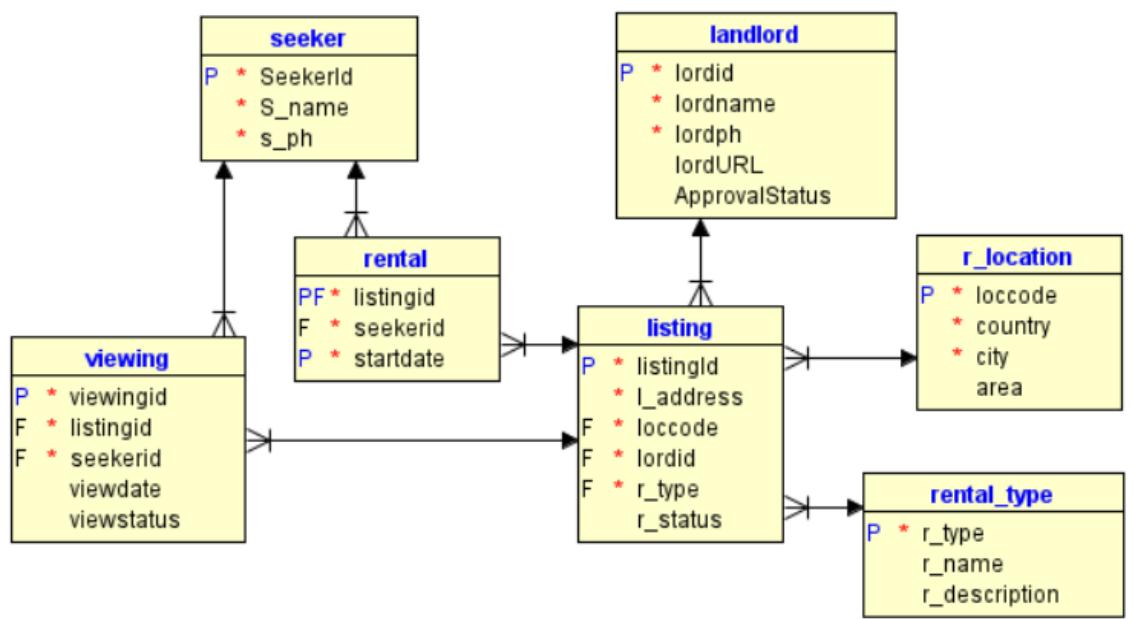 seeker
P * SeekerId
* S_name
* s_ph
landlord
P * lordid
* lordname
* lordph
lordURL
ApprovalStatus
rental
PF * listingid
F * seekerid
P * startdate
r_location
P * loccode
* country
* city
area
viewing
P * viewingid
F * listingid
F * seekerid
viewdate
viewstatus
listing
P * listingId
* l_address
F * loccode
F * lordid
F * r_type
r_status
rental_type
P * r_type
r_name
r_description